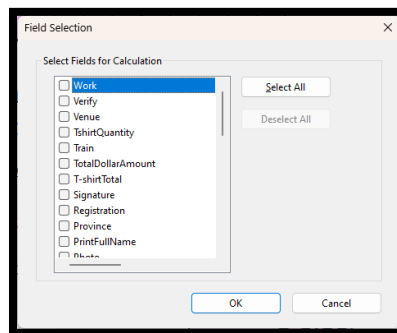 Field Selection
Select Fields for Calculation
Work
Verify
Venue
TshirtQuantity
Train
TotalDollarAmount
T-shirtTotal
Signature
Registration
Province
PrintFullName
Photo
Select All
Deselect All
OK
Cancel